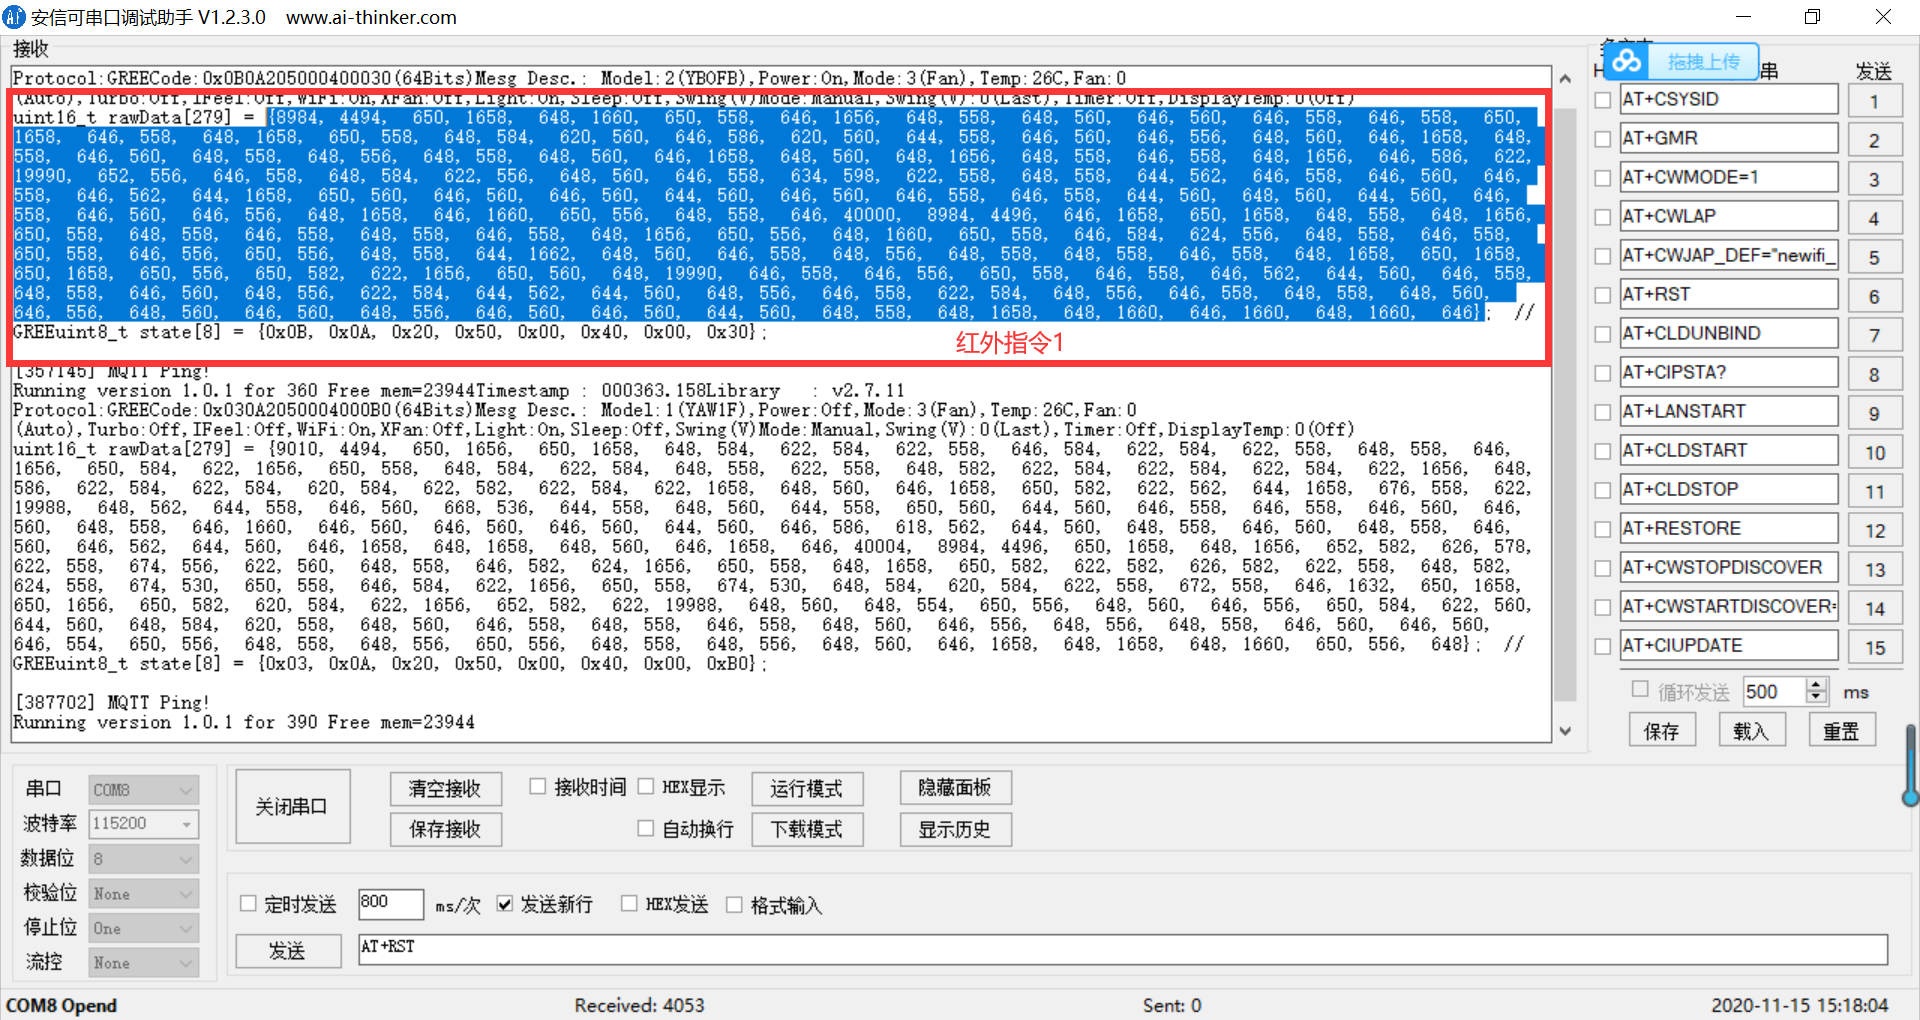 安信可串口调试助手 V1.2.3.0    www.ai-thinker.com
接收
Protocol:GREECode:0x0B0A205000400030(64Bits)Mesg Desc.: Model:2(YBOFB),Power:On,Mode:3(Fan),Temp:26C,Fan:0
(Auto),Turbo:Off,IFeel:Off,WiFi:On,XFan:Off,Light:On,Sleep:Off,Swing(V)Mode:Manual,Swing(V):0(Last),Timer:Off,DisplayTemp:0(Off)
uint16_t rawData[279] = {8984, 4494, 650, 1658, 648, 1660, 650, 558, 648, 558, 648, 560, 646, 560, 646, 558, 646, 558, 650,
1658, 646, 558, 648, 1658, 650, 558, 648, 584, 620, 560, 646, 586, 620, 560, 644, 560, 646, 560, 646, 1658, 648,
558, 646, 560, 648, 558, 648, 556, 648, 558, 648, 560, 646, 1658, 648, 560, 648, 1656, 648, 558, 646, 558, 648, 1656, 646, 586, 622,
19990, 652, 556, 646, 558, 648, 584, 622, 556, 648, 560, 646, 558, 634, 598, 622, 558, 648, 558, 644, 562, 646, 558, 646, 560, 646,
558, 646, 562, 644, 1658, 650, 560, 646, 560, 646, 560, 644, 560, 646, 560, 646, 558, 646, 558, 644, 558, 648, 560, 644, 560, 646,
558, 646, 560, 646, 556, 648, 1658, 646, 1660, 650, 556, 648, 558, 646, 40000, 8984, 4496, 646, 1658, 650, 1658, 648, 558, 648, 1656,
650, 558, 648, 558, 646, 558, 648, 558, 646, 558, 648, 1656, 650, 556, 648, 1660, 650, 558, 646, 584, 624, 556, 648, 558, 646, 558,
650, 558, 646, 556, 650, 556, 648, 558, 644, 1662, 648, 560, 646, 558, 646, 556, 648, 556, 648, 558, 648, 558, 648, 1658, 650, 1658,
650, 1658, 650, 556, 650, 582, 622, 1656, 650, 560, 648, 19990, 646, 558, 646, 556, 650, 558, 646, 558, 646, 562, 644, 560, 646, 558,
648, 558, 646, 560, 648, 556, 622, 584, 644, 562, 644, 560, 648, 556, 646, 558, 622, 584, 648, 556, 646, 558, 648, 558, 648, 560,
646, 556, 648, 558, 646, 560, 646, 560, 646, 560, 644, 560, 646, 560, 648, 1658, 648, 1660, 646, 1660, 648, 1660, 646}; //
GREEuint8_t state[8] = {0x0B, 0x0A, 0x20, 0x50, 0x00, 0x40, 0x00, 0x30};
红外指令1
[357145] MQTT Ping!
Running version 1.0.1 for 360 Free mem=23944Timestamp : 000363.158Library   : v2.7.11
Protocol:GREECode:0x030A2050004000B0(64Bits)Mesg Desc.: Model:1(YAW1F),Power:Off,Mode:3(Fan),Temp:26C,Fan:0
(Auto),Turbo:Off,IFeel:Off,WiFi:On,XFan:Off,Light:On,Sleep:Off,Swing(V)Mode:Manual,Swing(V):0(Last),Timer:Off,DisplayTemp:0(Off)
uint16_t rawData[279] = {9010, 4494, 650, 1656, 650, 1658, 648, 584, 622, 584, 622, 558, 646, 584, 622, 584, 622, 558, 648, 558, 646,
1656, 650, 584, 622, 1656, 650, 558, 648, 584, 622, 584, 648, 558, 622, 558, 648, 582, 622, 584, 622, 584, 622, 584, 622, 1656, 648,
586, 622, 584, 622, 584, 620, 584, 622, 582, 622, 584, 622, 1658, 648, 560, 646, 1658, 650, 582, 622, 562, 644, 1658, 676, 558, 622,
19988, 648, 562, 644, 558, 646, 560, 668, 536, 644, 558, 648, 560, 644, 558, 650, 560, 644, 560, 646, 558, 646, 558, 646, 560, 646,
560, 648, 558, 646, 1660, 646, 560, 646, 560, 646, 560, 644, 560, 646, 586, 618, 562, 644, 560, 648, 558, 646, 560, 648, 558, 646,
560, 646, 562, 644, 560, 646, 1658, 648, 1658, 648, 560, 646, 1658, 646, 40004, 8984, 4496, 650, 1658, 648, 1656, 652, 582, 626, 578,
622, 558, 674, 556, 622, 560, 648, 558, 646, 582, 624, 1656, 650, 558, 648, 1658, 650, 582, 622, 582, 626, 582, 622, 558, 648, 582,
624, 558, 674, 530, 650, 558, 646, 584, 622, 1656, 650, 558, 674, 530, 648, 584, 620, 584, 622, 558, 672, 558, 646, 1632, 650, 1658,
650, 1656, 650, 582, 620, 584, 622, 1656, 652, 582, 622, 19988, 648, 560, 648, 554, 650, 556, 648, 560, 646, 556, 650, 584, 622, 560,
644, 560, 648, 584, 620, 558, 648, 560, 646, 558, 648, 558, 646, 558, 648, 560, 646, 556, 648, 556, 648, 558, 646, 560, 646, 560,
646, 554, 650, 556, 648, 558, 648, 556, 650, 556, 648, 558, 648, 556, 648, 560, 646, 1658, 648, 1658, 648, 1660, 650, 556, 648}; //
GREEuint8_t state[8] = {0x03, 0x0A, 0x20, 0x50, 0x00, 0x40, 0x00, 0xB0};
[387702] MQTT Ping!
Running version 1.0.1 for 390 Free mem=23944
拖拽上传
串
发送
AT+CSYSID 1
AT+GMR 2
AT+CWMODE=1 3
AT+CWLAP 4
AT+CWJAP_DEF="newifi_ 5
AT+RST 6
AT+CLDUNBIND 7
AT+CIPSTA? 8
AT+LANSTART 9
AT+CLDSTART 10
AT+CLDSTOP 11
AT+RESTORE 12
AT+CWSTOPDISCOVER 13
AT+CWSTARTDISCOVER= 14
AT+CIUPDATE 15
循环发送 500 ms
保存 载入 重置
串口 COM8
波特率 115200
数据位 8
校验位 None
停止位 One
流控 None
关闭串口
清空接收 接收时间 HEX显示 运行模式 隐藏面板
保存接收 自动换行 下载模式 显示历史
定时发送 800 ms/次 发送新行 HEX发送 格式输入
发送 AT+RST
COM8 Opend Received: 4053 Sent: 0 2020-11-15 15:18:04